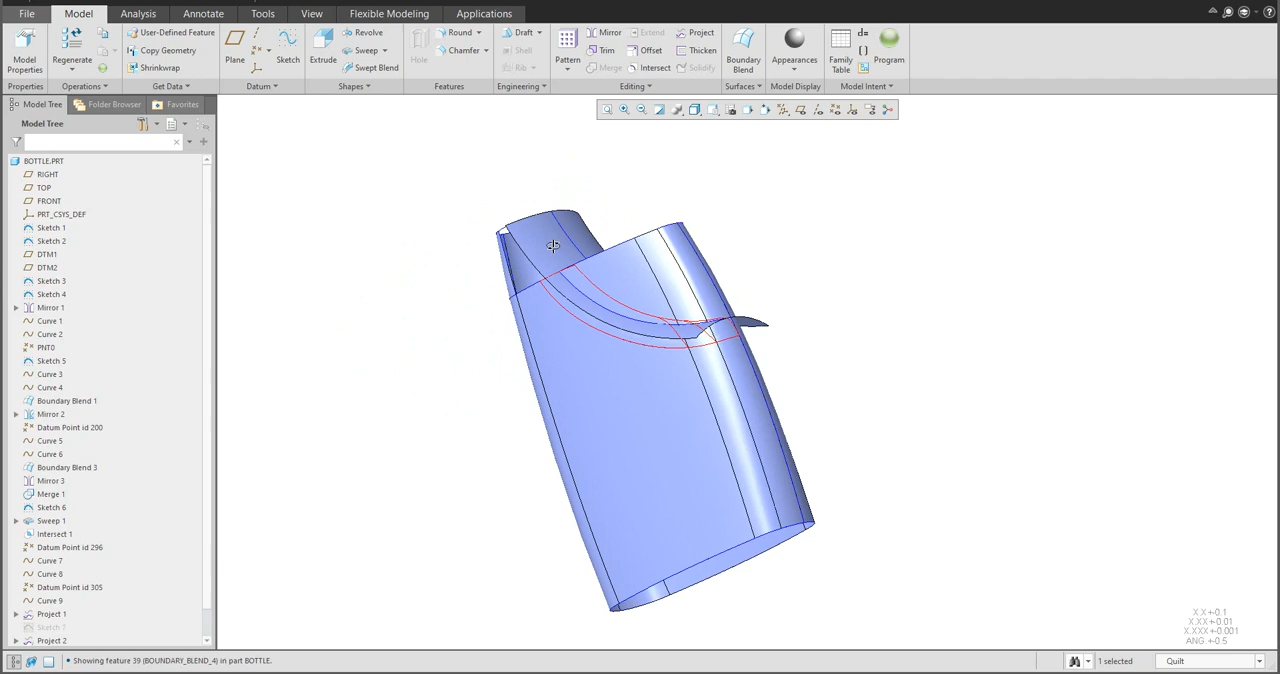 File Model Analysis Annotate Tools View Flexible Modeling Applications
Model Properties
Regenerate
User-Defined Feature
Copy Geometry
Shrinkwrap
Plane
Sketch
Extrude
Revolve
Sweep
Swept Blend
Hole
Round
Chamfer
Draft
Shell
Rib
Pattern
Mirror Extend Project
Trim Offset Thicken
Merge Intersect Solidify
Boundary Blend
Appearances
Family Table
d=
{ }
Program
Properties Operations Get Data Datum Shapes Features Engineering Editing Surfaces Model Display Model Intent
Model Tree Folder Browser Favorites
Model Tree
BOTTLE.PRT
RIGHT
TOP
FRONT
PRT_CSYS_DEF
Sketch 1
Sketch 2
DTM1
DTM2
Sketch 3
Sketch 4
Mirror 1
Curve 1
Curve 2
PNT0
Sketch 5
Curve 3
Curve 4
Boundary Blend 1
Mirror 2
Datum Point id 200
Curve 5
Curve 6
Boundary Blend 3
Mirror 3
Merge 1
Sketch 6
Sweep 1
Intersect 1
Datum Point id 296
Curve 7
Curve 8
Datum Point id 305
Curve 9
Project 1
Sketch 7
Project 2
X.X+-0.1
X.XX+-0.01
X.XXX+-0.001
ANG.+-0.5
• Showing feature 39 (BOUNDARY_BLEND_4) in part BOTTLE.
1 selected
Quilt